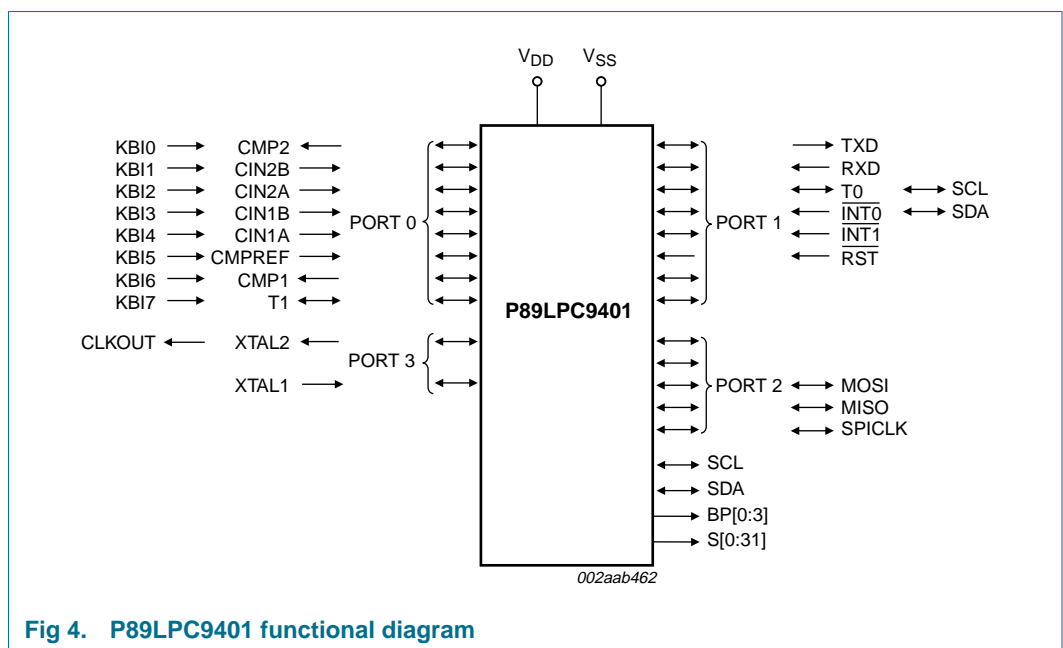 VDD VSS
KBI0 CMP2 TXD
KBI1 CIN2B RXD
KBI2 CIN2A T0 SCL
KBI3 CIN1B INT0 SDA
KBI4 CIN1A PORT 0 PORT 1 INT1
KBI5 CMPREF RST
KBI6 CMP1
KBI7 T1
P89LPC9401
CLKOUT XTAL2
PORT 3
XTAL1 PORT 2 MOSI
MISO
SPICLK
SCL
SDA
BP[0:3]
S[0:31]
002aab462
Fig 4. P89LPC9401 functional diagram